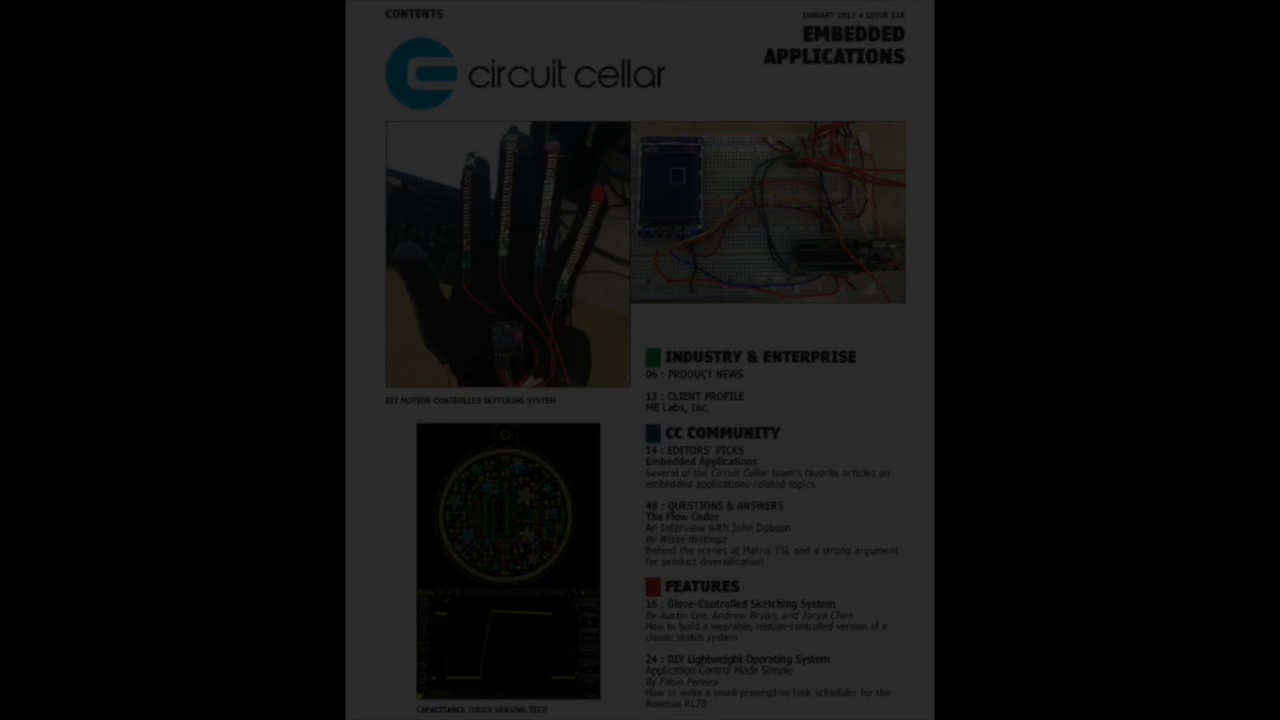 CONTENTS
JANUARY 2017 • ISSUE 318
EMBEDDED
APPLICATIONS
circuit cellar
DIY MOTION-CONTROLLED SKETCHING SYSTEM
CAPACITANCE TOUCH SENSING TECH
INDUSTRY & ENTERPRISE
06 : PRODUCT NEWS
13 : CLIENT PROFILE
ME Labs, Inc.
CC COMMUNITY
14 : EDITORS' PICKS
Embedded Applications
Several of the Circuit Cellar team's favorite articles on
embedded applications-related topics
48 : QUESTIONS & ANSWERS
The Flow Coder
An Interview with John Dobson
By Wisse Hettinga
Behind the scenes at Matrix TSL and a strong argument
for product diversification
FEATURES
16 : Glove-Controlled Sketching System
By Austin Lee, Andrew Bryan, and Jonya Chen
How to build a wearable, motion-controlled version of a
classic sketch system
24 : DIY Lightweight Operating System
Application Control Made Simple
By Fabio Pereira
How to write a small preemptive task scheduler for the
Renesas RL78